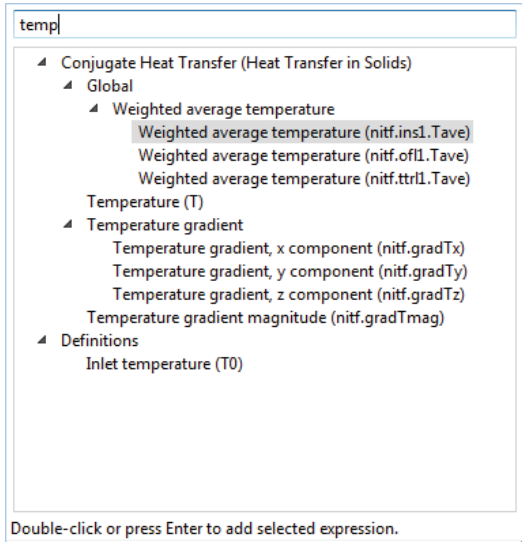 temp
Conjugate Heat Transfer (Heat Transfer in Solids)
Global
Weighted average temperature
Weighted average temperature (nitf.ins1.Tave)
Weighted average temperature (nitf.ofl1.Tave)
Weighted average temperature (nitf.ttrl1.Tave)
Temperature (T)
Temperature gradient
Temperature gradient, x component (nitf.gradTx)
Temperature gradient, y component (nitf.gradTy)
Temperature gradient, z component (nitf.gradTz)
Temperature gradient magnitude (nitf.gradTmag)
Definitions
Inlet temperature (T0)
Double-click or press Enter to add selected expression.